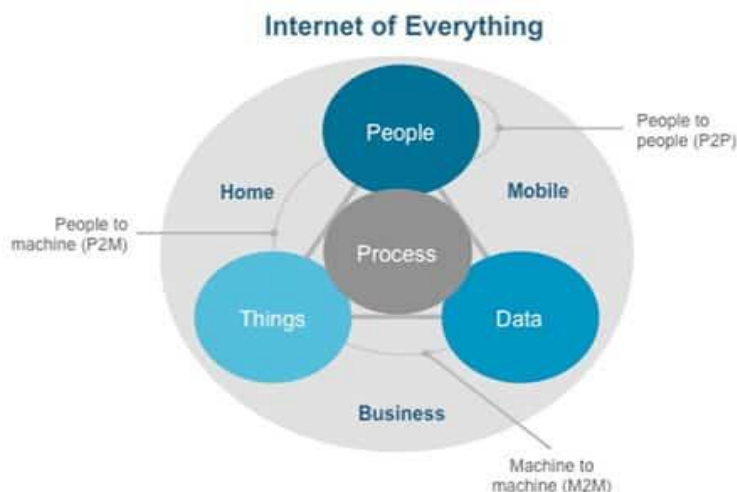 Internet of Everything
People
People to
people (P2P)
Home
Mobile
People to
machine (P2M)
Process
Things
Data
Business
Machine to
machine (M2M)